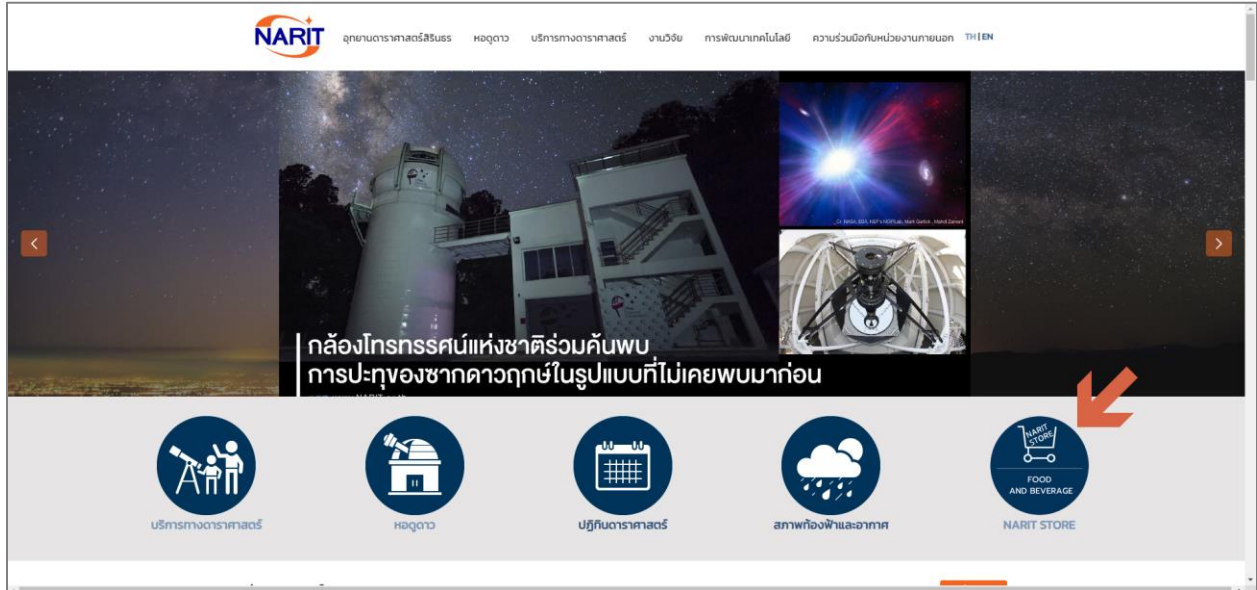 NARIT
อุทยานดาราศาสตร์สิรินธร หอดูดาว บริการทางดาราศาสตร์ งานวิจัย การพัฒนาเทคโนโลยี ความร่วมมือกับหน่วยงานภายนอก TH | EN
กล้องโทรทรรศน์แห่งชาติร่วมค้นพบ
การปะทุของซากดาวฤกษ์ในรูปแบบที่ไม่เคยพบมาก่อน
NARIT
STORE
FOOD
AND BEVERAGE
บริการทางดาราศาสตร์ หอดูดาว ปฏิทินดาราศาสตร์ สภาพท้องฟ้าและอากาศ NARIT STORE